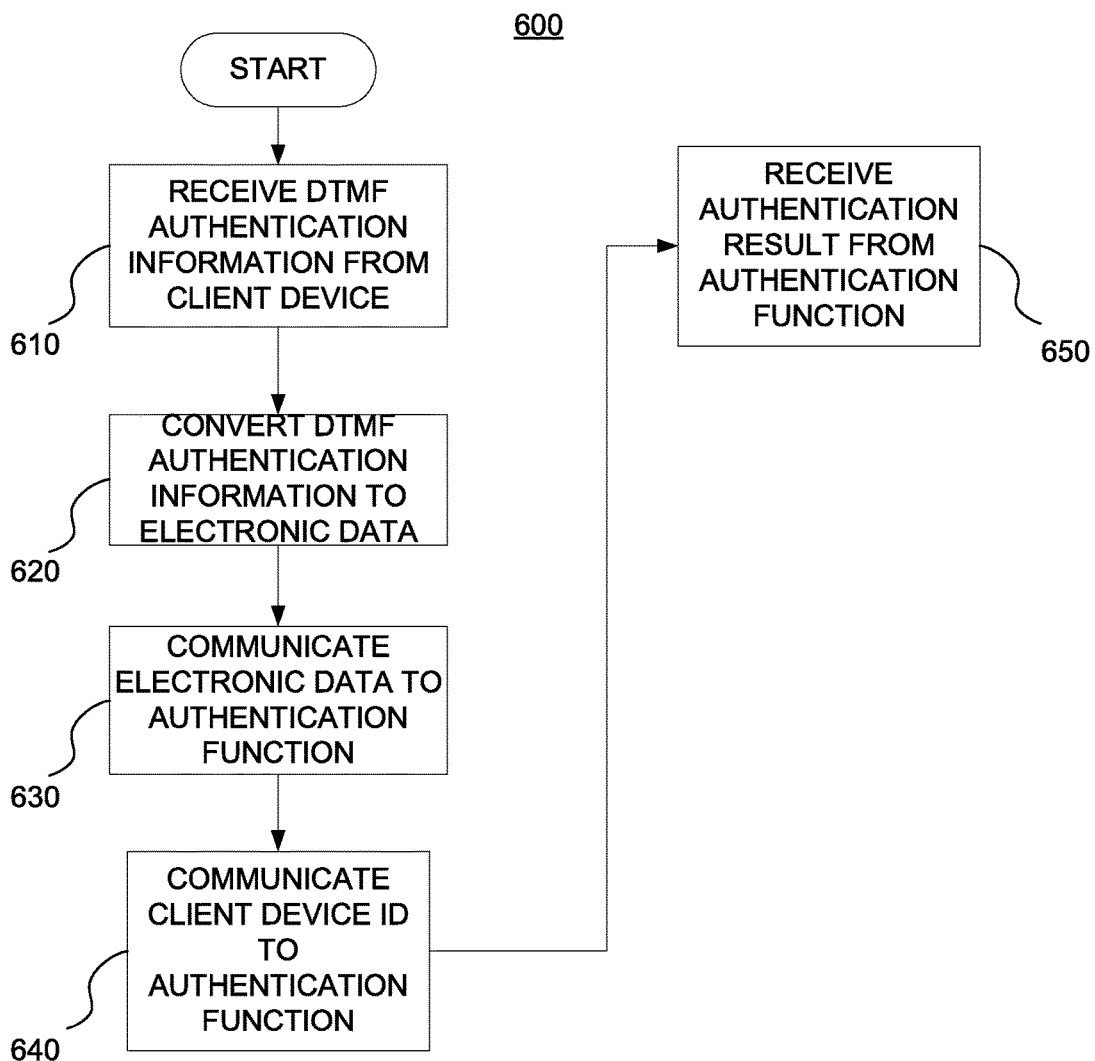 600
START
RECEIVE DTMF
AUTHENTICATION
INFORMATION FROM
CLIENT DEVICE
610
CONVERT DTMF
AUTHENTICATION
INFORMATION TO
ELECTRONIC DATA
620
COMMUNICATE
ELECTRONIC DATA TO
AUTHENTICATION
FUNCTION
630
COMMUNICATE
CLIENT DEVICE ID
TO
AUTHENTICATION
FUNCTION
640
RECEIVE
AUTHENTICATION
RESULT FROM
AUTHENTICATION
FUNCTION
650